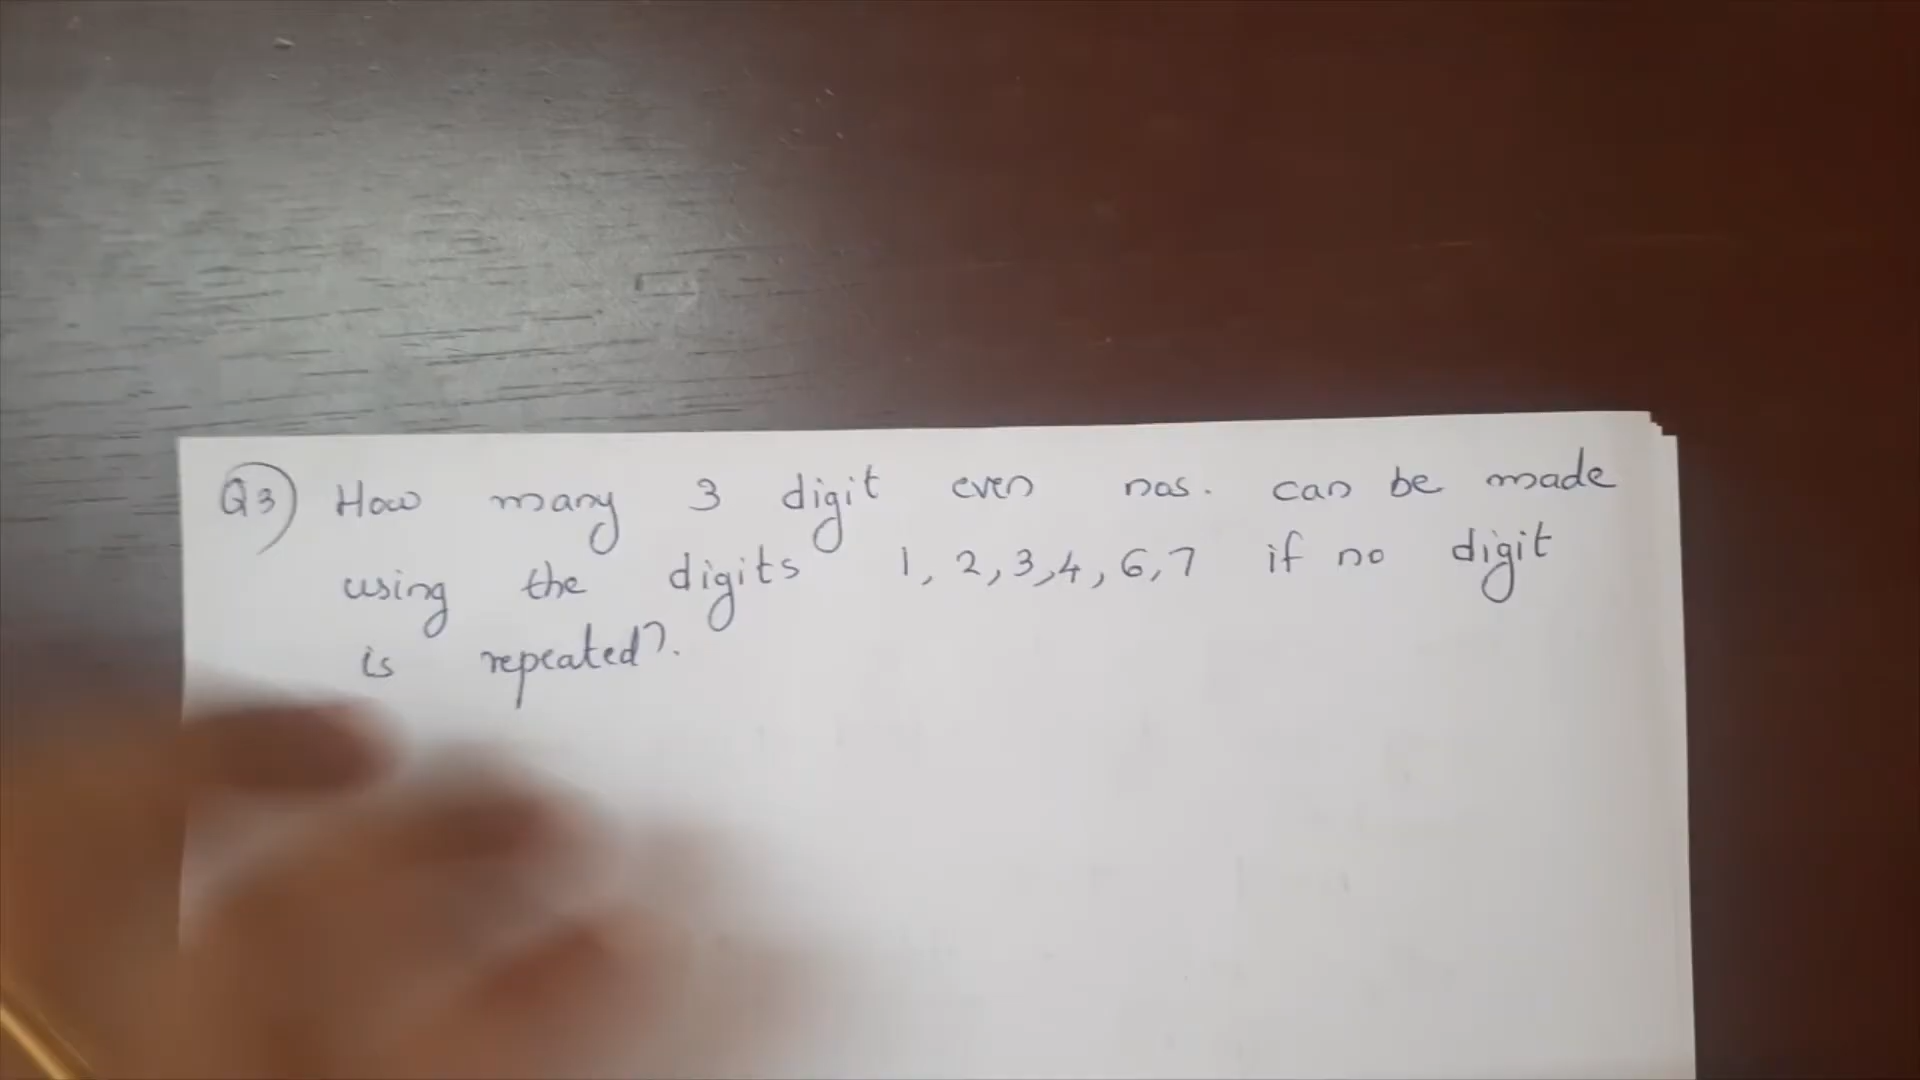 Q3) How many 3 digit even nos. can be made
using the digits 1, 2, 3, 4, 6, 7 if no digit
is repeated?.